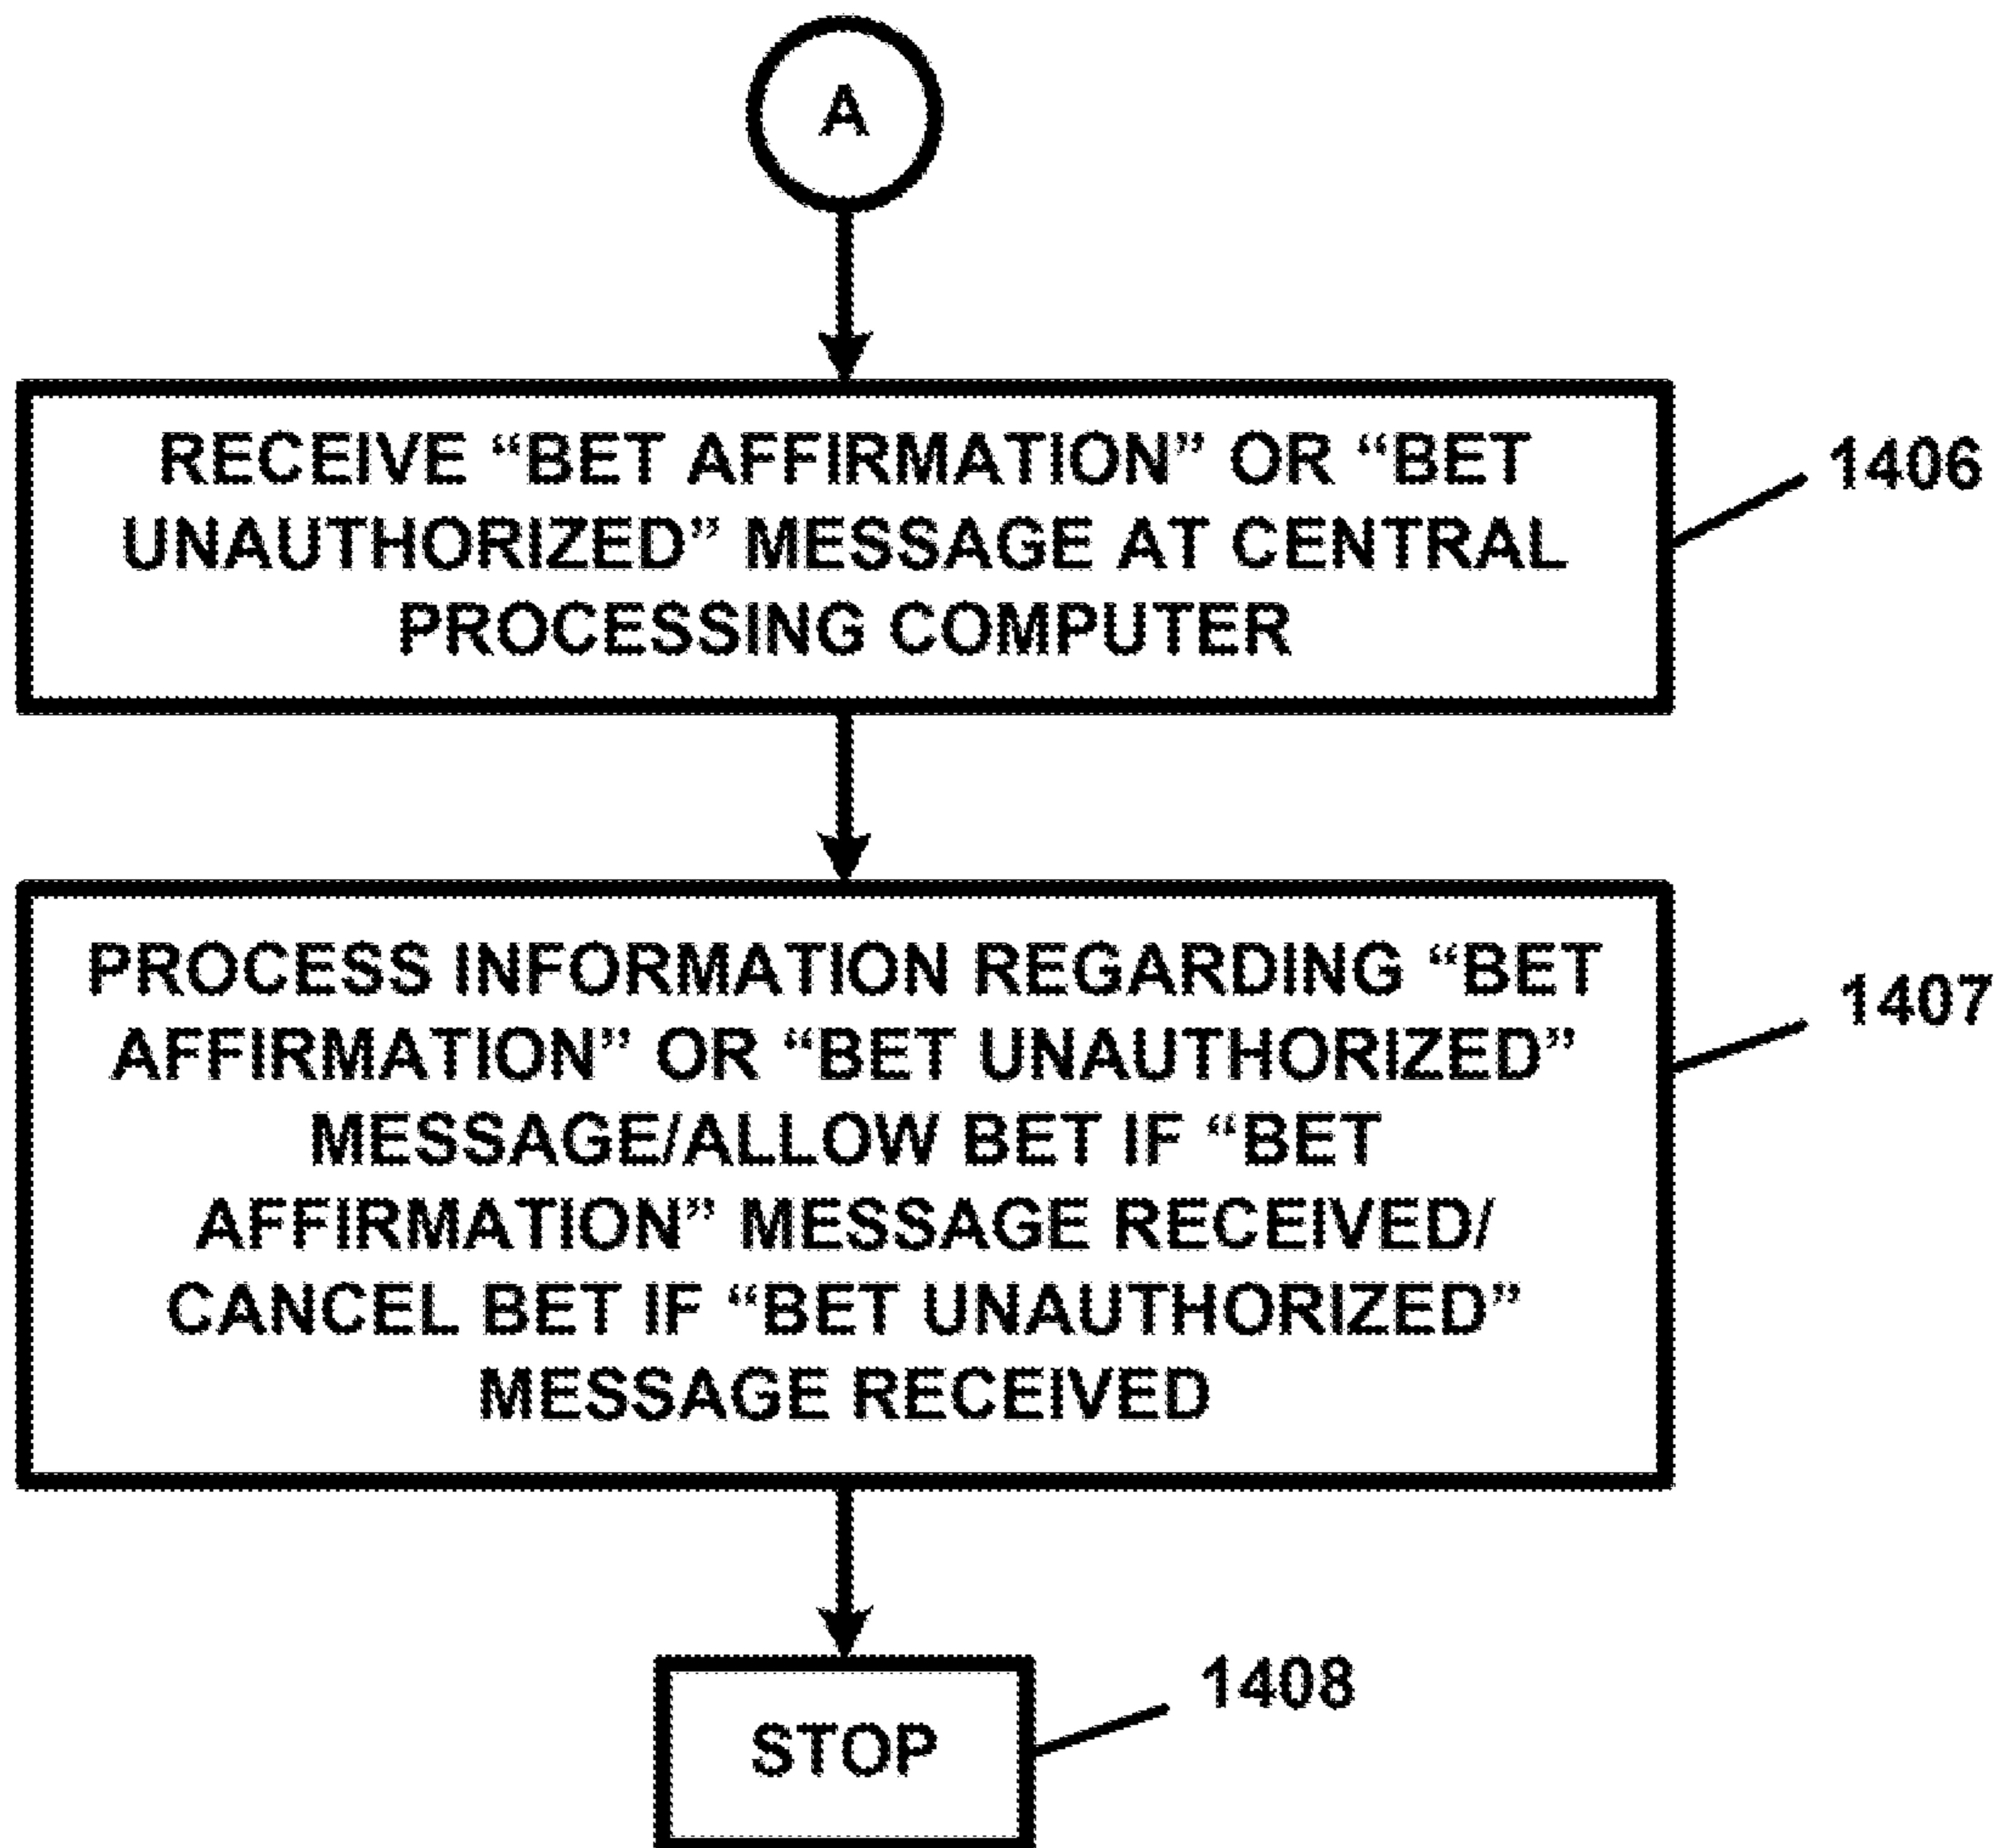 A
RECEIVE “BET AFFIRMATION” OR “BET
UNAUTHORIZED” MESSAGE AT CENTRAL
PROCESSING COMPUTER
1406
PROCESS INFORMATION REGARDING “BET
AFFIRMATION” OR “BET UNAUTHORIZED”
MESSAGE/ALLOW BET IF “BET
AFFIRMATION” MESSAGE RECEIVED/
CANCEL BET IF “BET UNAUTHORIZED”
MESSAGE RECEIVED
1407
STOP
1408